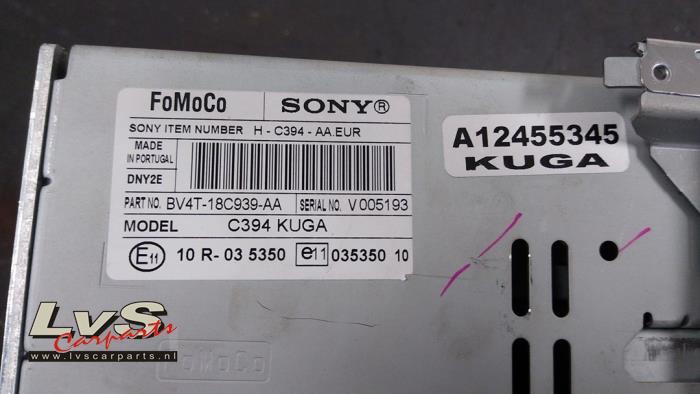 FoMoCo SONY®
SONY ITEM NUMBER H - C394 - AA.EUR
MADE
IN PORTUGAL
DNY2E
PART NO. BV4T-18C939-AA SERIAL NO. V005193
MODEL C394 KUGA
E11 10 R- 03 5350 e11 035350 10
A12455345
KUGA
LvS
Carparts
www.lvscarparts.nl
FoMoCo